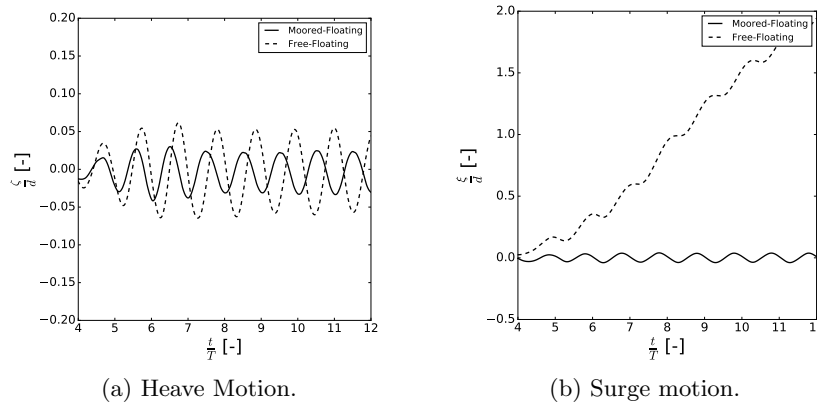 0.20
0.15
0.10
0.05
0.00
−0.05
−0.10
−0.15
−0.20
ζ/d [-]
Moored-Floating
Free-Floating
4 5 6 7 8 9 10 11 12
t/T [-]
(a) Heave Motion.
2.0
1.5
1.0
0.5
0.0
−0.5
ξ/d [-]
Moored-Floating
Free-Floating
4 5 6 7 8 9 10 11 12
t/T [-]
(b) Surge motion.